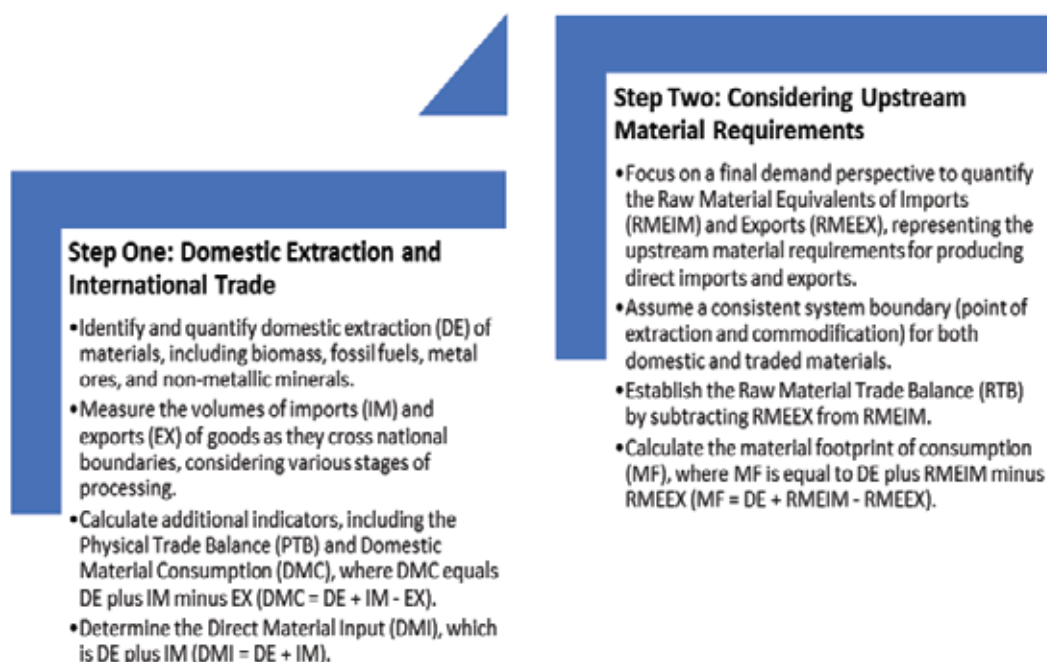 Step One: Domestic Extraction and
International Trade
•Identify and quantify domestic extraction (DE) of
materials, including biomass, fossil fuels, metal
ores, and non-metallic minerals.
•Measure the volumes of imports (IM) and
exports (EX) of goods as they cross national
boundaries, considering various stages of
processing.
•Calculate additional indicators, including the
Physical Trade Balance (PTB) and Domestic
Material Consumption (DMC), where DMC equals
DE plus IM minus EX (DMC = DE + IM - EX).
•Determine the Direct Material Input (DMI), which
is DE plus IM (DMI = DE + IM).
Step Two: Considering Upstream
Material Requirements
•Focus on a final demand perspective to quantify
the Raw Material Equivalents of Imports
(RMEIM) and Exports (RMEEX), representing the
upstream material requirements for producing
direct imports and exports.
•Assume a consistent system boundary (point of
extraction and commodification) for both
domestic and traded materials.
•Establish the Raw Material Trade Balance (RTB)
by subtracting RMEEX from RMEIM.
•Calculate the material footprint of consumption
(MF), where MF is equal to DE plus RMEIM minus
RMEEX (MF = DE + RMEIM - RMEEX).